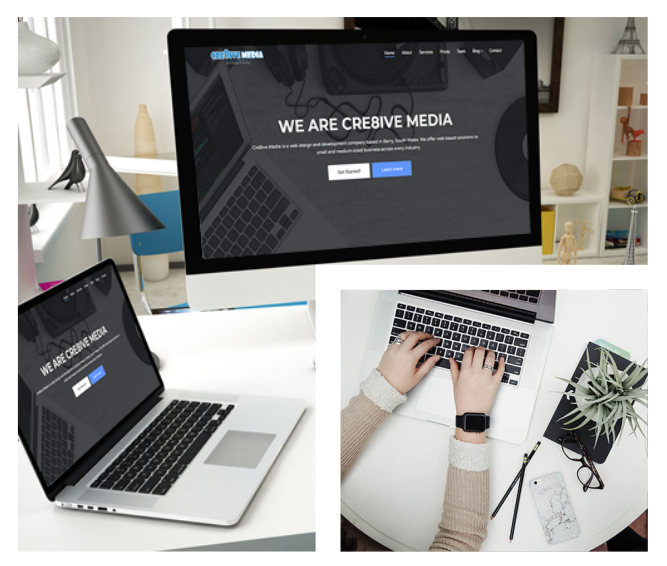 CRE8IVE MEDIA
Home About Services Prices Team Blog Contact
WE ARE CRE8IVE MEDIA
Cre8ive Media is a web design and development company based in Barry, South Wales. We offer web based solutions to
small and medium sized business across every industry.
Get Started! Learn more
WE ARE CRE8IVE MEDIA